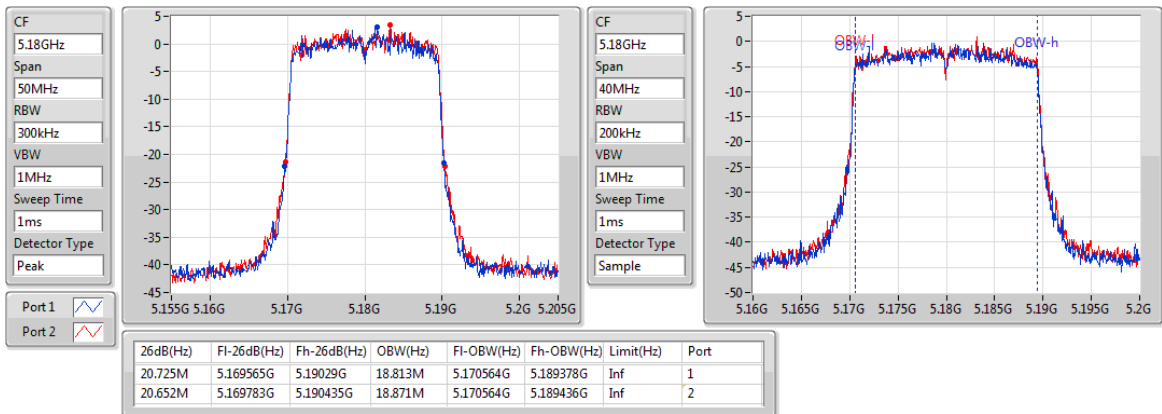 CF
5.18GHz
Span
50MHz
RBW
300kHz
VBW
1MHz
Sweep Time
1ms
Detector Type
Peak
Port 1
Port 2
5
0
-5
-10
-15
-20
-25
-30
-35
-40
-45
5.155G 5.16G 5.17G 5.18G 5.19G 5.2G 5.205G
CF
5.18GHz
Span
40MHz
RBW
200kHz
VBW
1MHz
Sweep Time
1ms
Detector Type
Sample
5
0
-5
-10
-15
-20
-25
-30
-35
-40
-45
-50
OBW-l
OBW-l
OBW-h
5.16G 5.165G 5.17G 5.175G 5.18G 5.185G 5.19G 5.195G 5.2G
26dB(Hz) Fl-26dB(Hz) Fh-26dB(Hz) OBW(Hz) Fl-OBW(Hz) Fh-OBW(Hz) Limit(Hz) Port
20.725M 5.169565G 5.19029G 18.813M 5.170564G 5.189378G Inf 1
20.652M 5.169783G 5.190435G 18.871M 5.170564G 5.189436G Inf 2